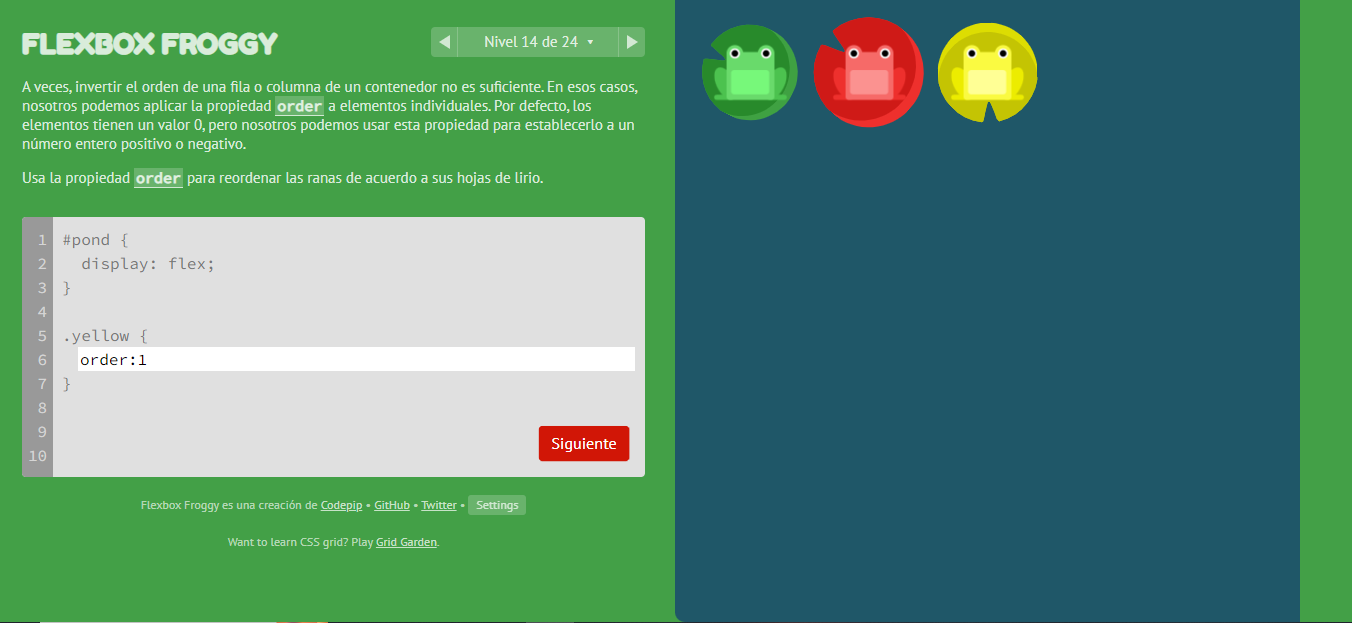 FLEXBOX FROGGY
Nivel 14 de 24
A veces, invertir el orden de una fila o columna de un contenedor no es suficiente. En esos casos,
nosotros podemos aplicar la propiedad order a elementos individuales. Por defecto, los
elementos tienen un valor 0, pero nosotros podemos usar esta propiedad para establecerlo a un
número entero positivo o negativo.
Usa la propiedad order para reordenar las ranas de acuerdo a sus hojas de lirio.
1 #pond {
2 display: flex;
3 }
4
5 .yellow {
6 order:1
7 }
8
9
10
Siguiente
Flexbox Froggy es una creación de Codepip • GitHub • Twitter • Settings
Want to learn CSS grid? Play Grid Garden.